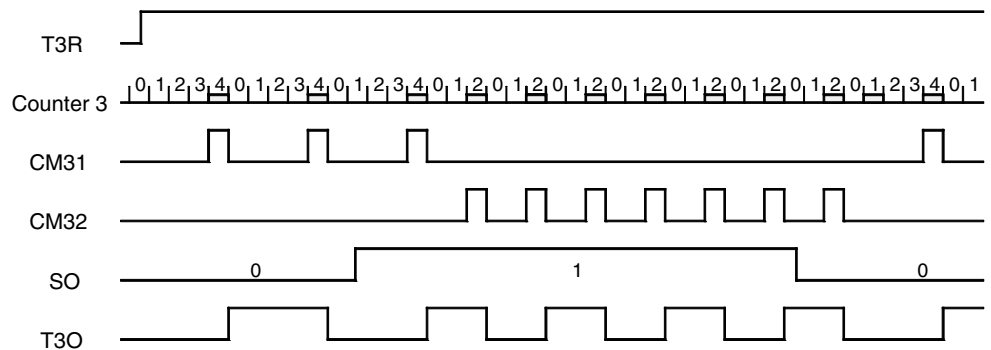 T3R
Counter 3 0 1 2 3 4 0 1 2 3 4 0 1 2 3 4 0 1 2 0 1 2 0 1 2 0 1 2 0 1 2 0 1 2 0 1 2 0 1 2 3 4 0 1
CM31
CM32
SO 0 1 0
T3O